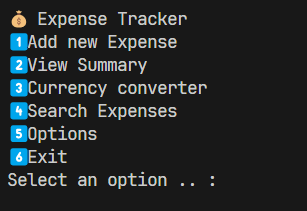 💰 Expense Tracker
1️⃣Add new Expense
2️⃣View Summary
3️⃣Currency converter
4️⃣Search Expenses
5️⃣Options
6️⃣Exit
Select an option .. :